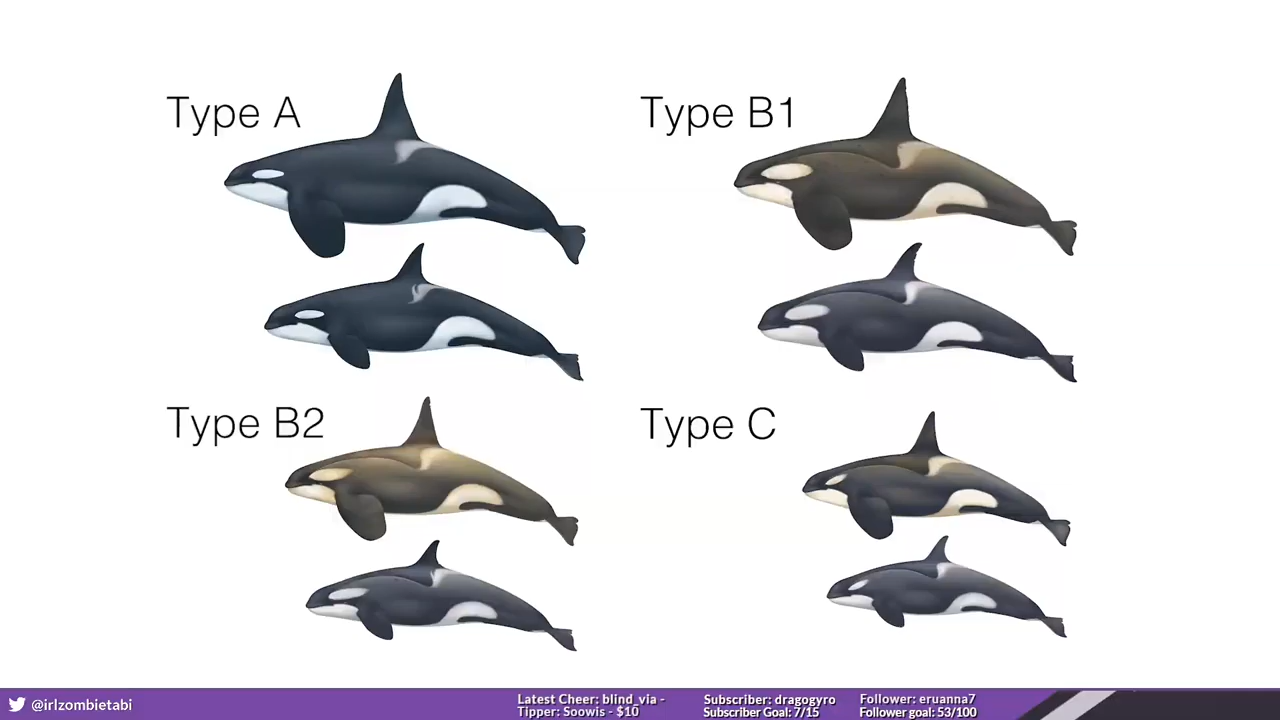 Type A
Type B1
Type B2
Type C
@irlzombietabi
Latest Cheer: blind_via -
Tipper: Soowis - $10
Subscriber: dragogyro
Subscriber Goal: 7/15
Follower: eruanna7
Follower goal: 53/100